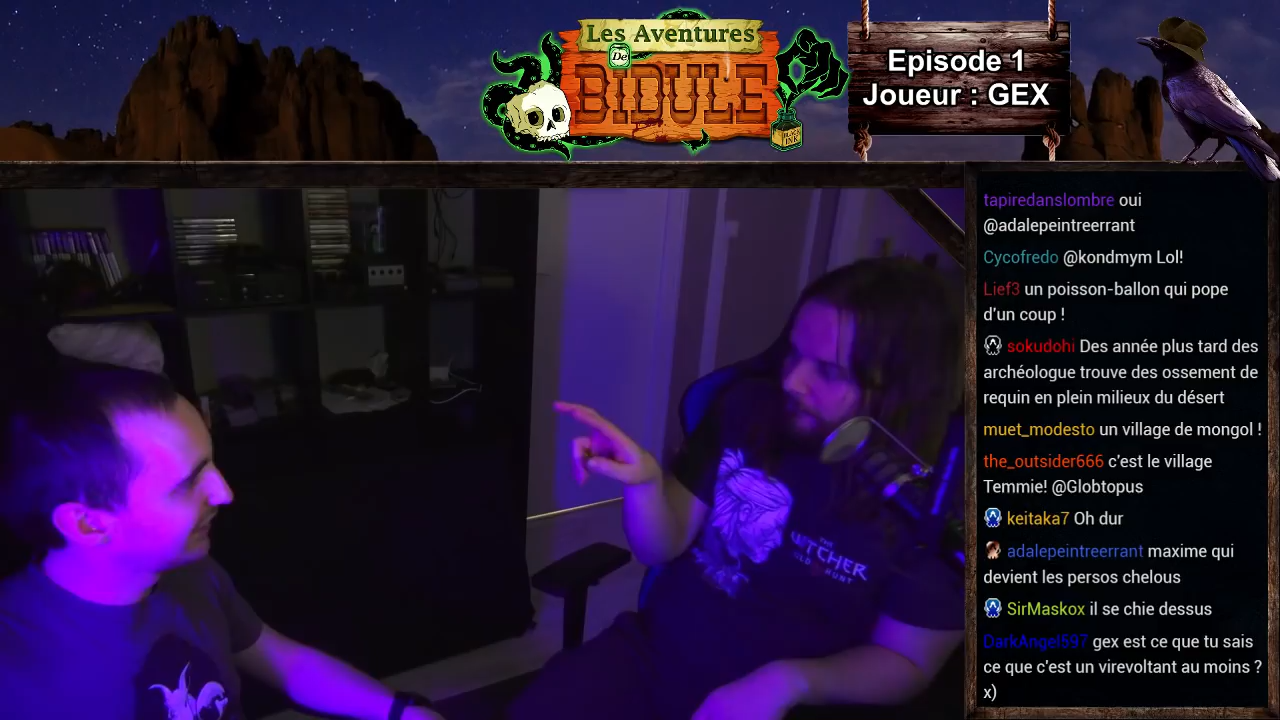 Les Aventures
De
BIDULE
BLACK
INK
Episode 1
Joueur : GEX
tapiredanslombre oui
@adalepeintreerrant
Cycofredo @kondmym Lol!
Lief3 un poisson-ballon qui pope
d'un coup !
sokudohi Des année plus tard des
archéologue trouve des ossement de
requin en plein milieux du désert
muet_modesto un village de mongol !
the_outsider666 c'est le village
Temmie! @Globtopus
keitaka7 Oh dur
adalepeintreerrant maxime qui
devient les persos chelous
SirMaskox il se chie dessus
DarkAngel597 gex est ce que tu sais
ce que c'est un virevoltant au moins ?
x)
THE
WITCHER
WILD HUNT